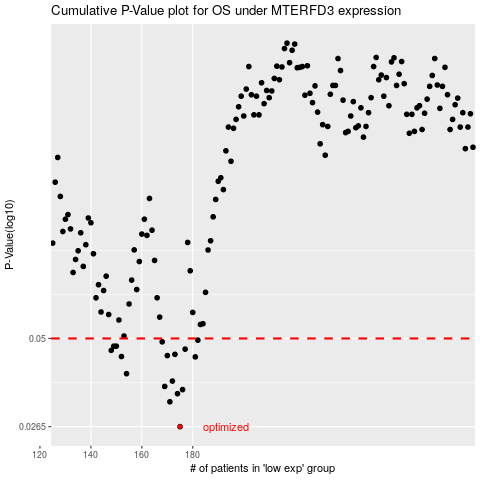 Cumulative P-Value plot for OS under MTERFD3 expression
P-Value(log10)
0.05
0.0265
optimized
120
140
160
180
# of patients in 'low exp' group